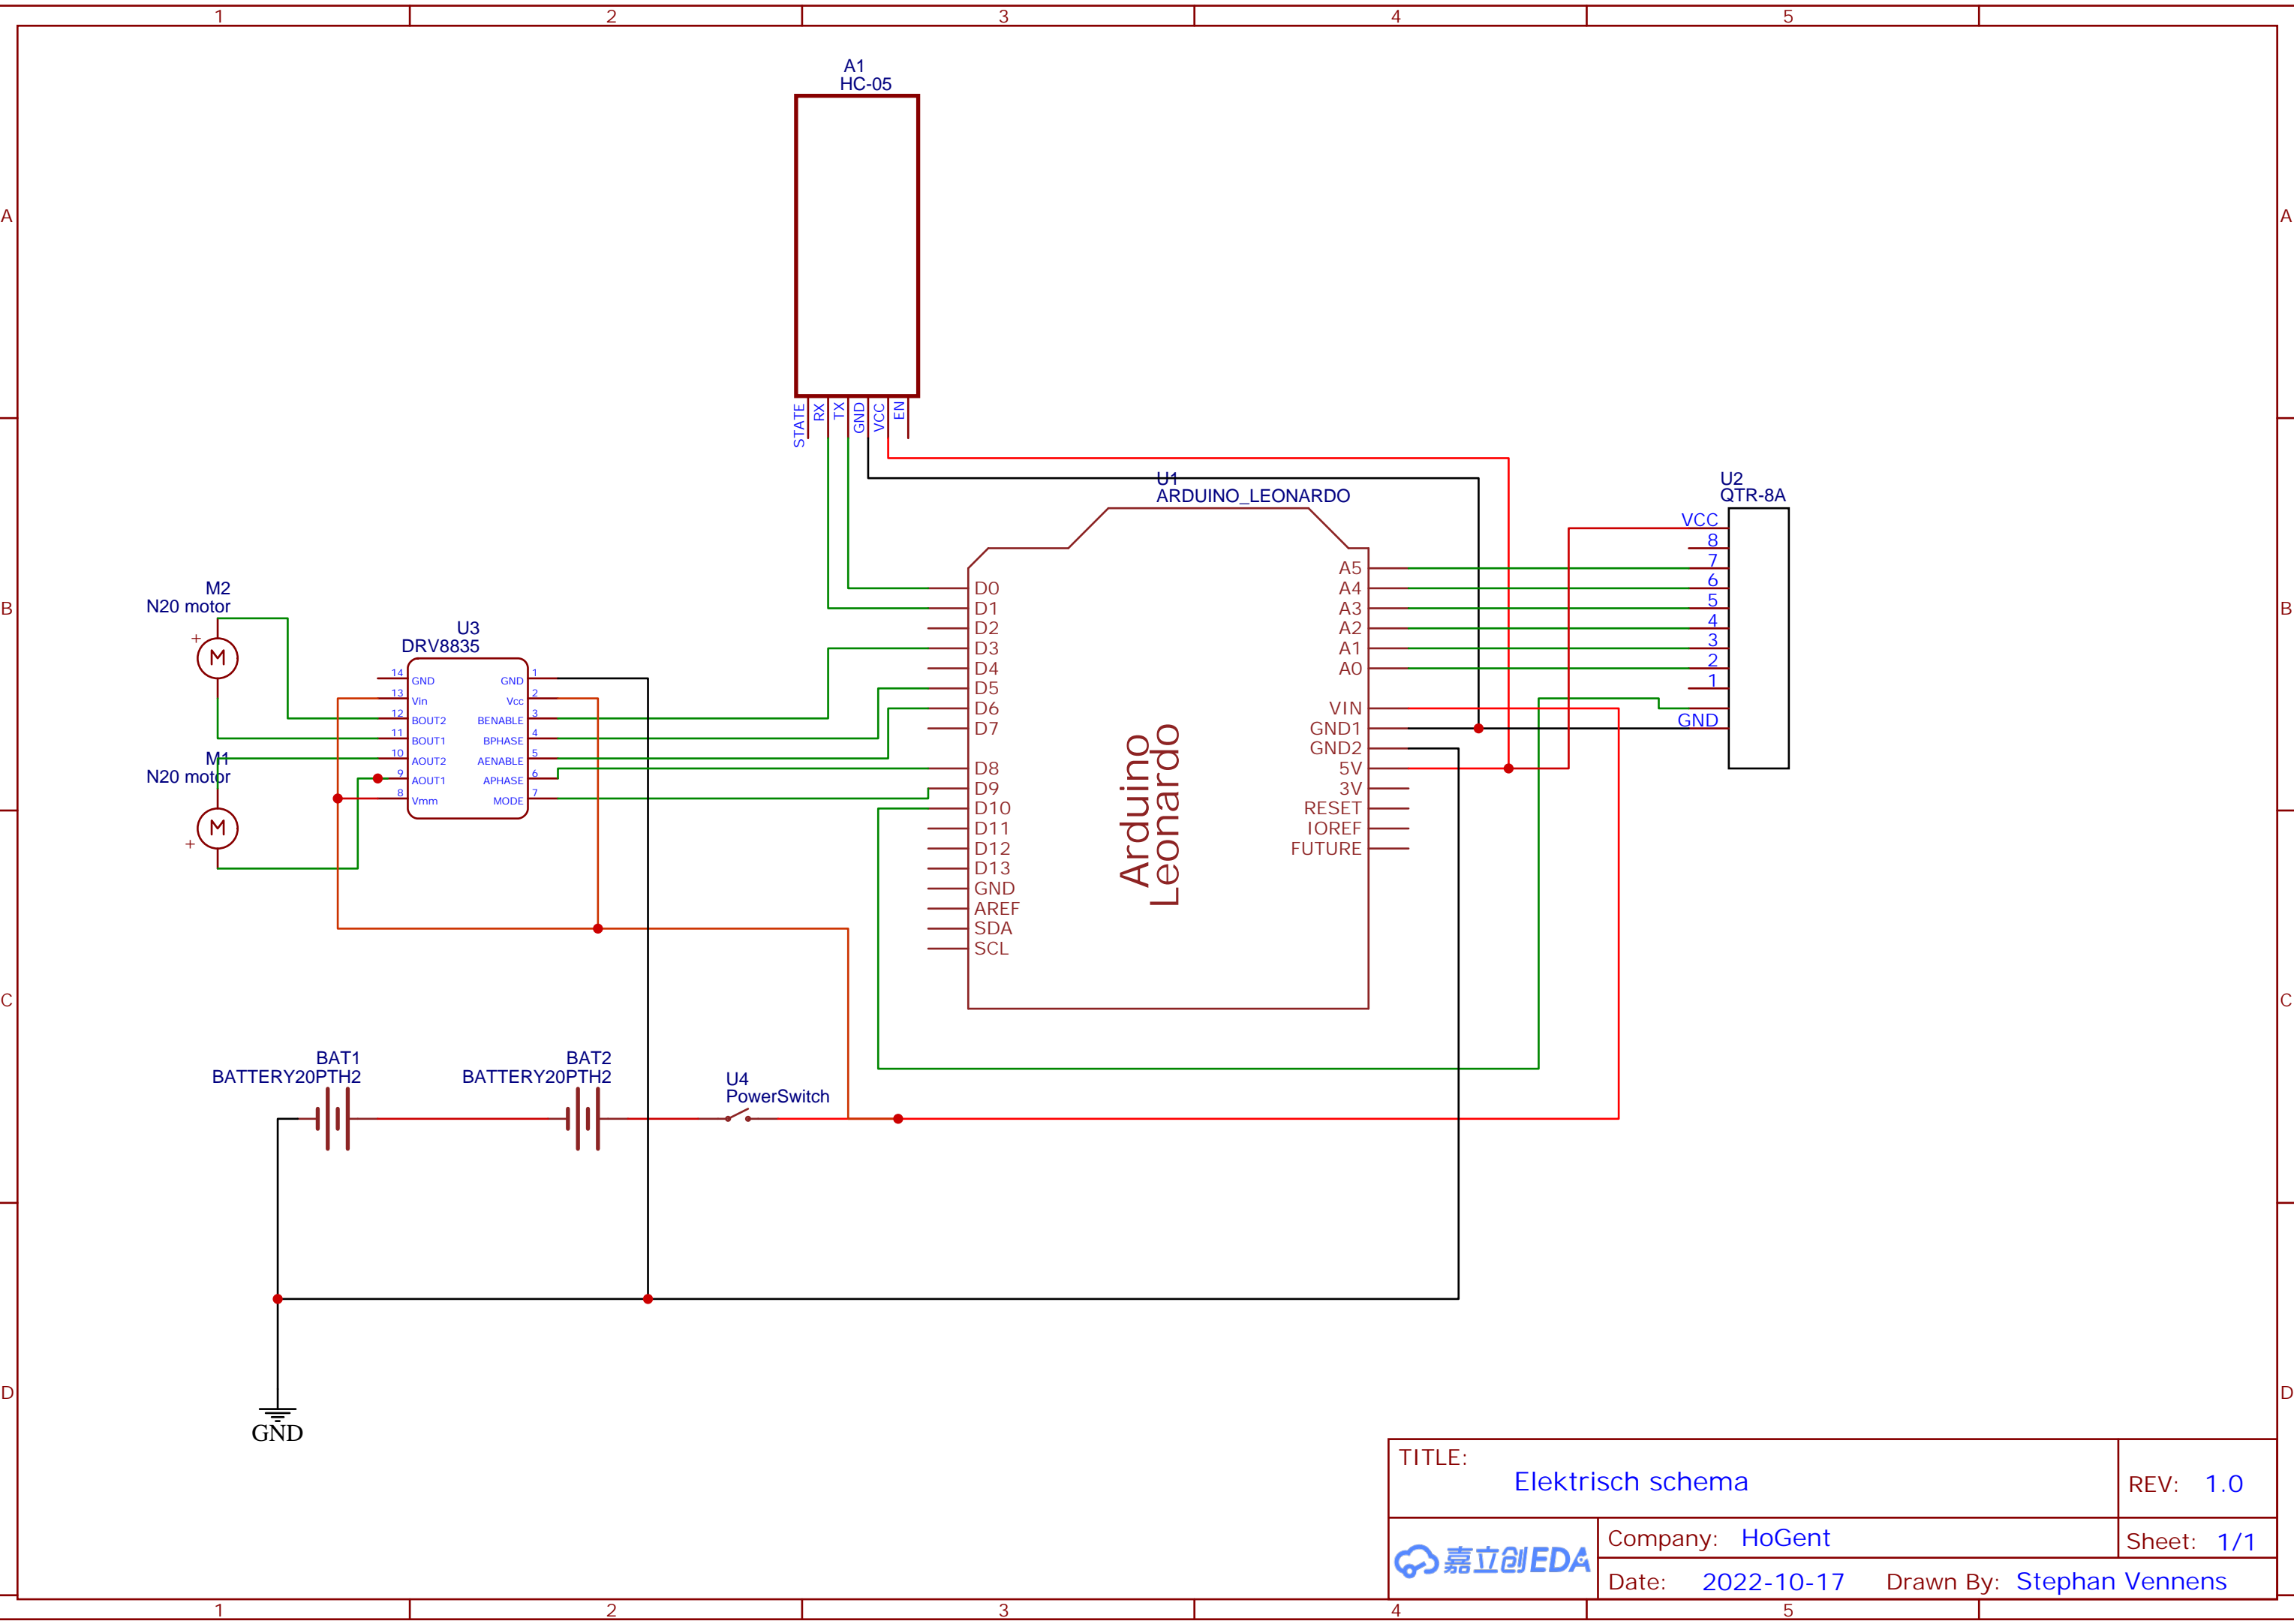 1 2 3 4 5
A1
HC-05
A A
STATE RX TX GND VCC EN
U1
ARDUINO_LEONARDO
U2
QTR-8A
VCC
8
7
6
5
4
3
2
1
GND
A5
A4
A3
A2
A1
A0
VIN
GND1
GND2
5V
3V
RESET
IOREF
FUTURE
D0
D1
D2
D3
D4
D5
D6
D7
D8
D9
D10
D11
D12
D13
GND
AREF
SDA
SCL
Arduino
Leonardo
B B
M2
N20 motor
+
M
M1
N20 motor
M
+
U3
DRV8835
14 GND GND 1
13 Vin Vcc 2
12 BOUT2 BENABLE 3
11 BOUT1 BPHASE 4
10 AOUT2 AENABLE 5
9 AOUT1 APHASE 6
8 Vmm MODE 7
C C
BAT1
BATTERY20PTH2
BAT2
BATTERY20PTH2
U4
PowerSwitch
D D
GND
TITLE:
Elektrisch schema
REV: 1.0
嘉立创EDA
Company: HoGent
Sheet: 1/1
Date: 2022-10-17 Drawn By: Stephan Vennens
1 2 3 4 5